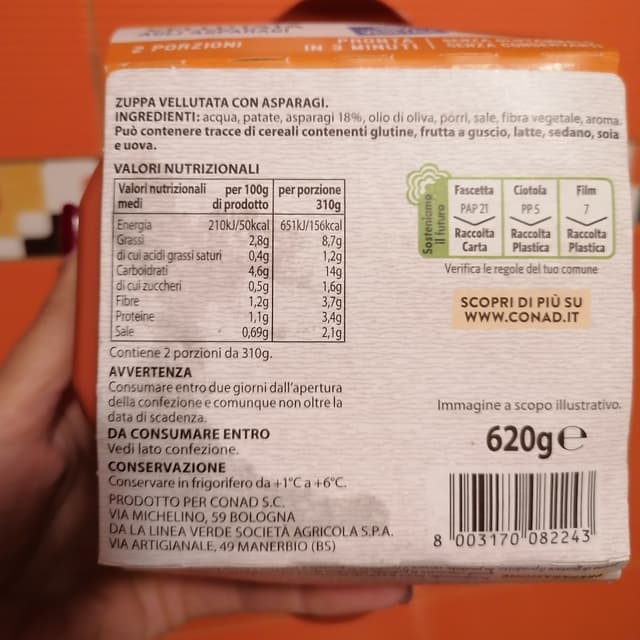 2 PORZIONI
PRONTA
IN 3 MINUTI
SENZA CONSERVANTI
ZUPPA VELLUTATA CON ASPARAGI.
INGREDIENTI: acqua, patate, asparagi 18%, olio di oliva, porri, sale, fibra vegetale, aroma.
Può contenere tracce di cereali contenenti glutine, frutta a guscio, latte, sedano, soia
e uova.
VALORI NUTRIZIONALI
Valori nutrizionali medi per 100g di prodotto per porzione 310g
Energia 210kJ/50kcal 651kJ/156kcal
Grassi 2,8g 8,7g
di cui acidi grassi saturi 0,4g 1,2g
Carboidrati 4,6g 14g
di cui zuccheri 0,5g 1,6g
Fibre 1,2g 3,7g
Proteine 1,1g 3,4g
Sale 0,69g 2,1g
Contiene 2 porzioni da 310g.
AVVERTENZA
Consumare entro due giorni dall'apertura
della confezione e comunque non oltre la
data di scadenza.
DA CONSUMARE ENTRO
Vedi lato confezione.
CONSERVAZIONE
Conservare in frigorifero da +1°C a +6°C.
PRODOTTO PER CONAD S.C.
VIA MICHELINO, 59 BOLOGNA
DA LA LINEA VERDE SOCIETÀ AGRICOLA S.P.A.
VIA ARTIGIANALE, 49 MANERBIO (BS)
Sosteniamo
il futuro
Fascetta Ciotola Film
PAP 21 PP 5 7
Raccolta Raccolta Raccolta
Carta Plastica Plastica
Verifica le regole del tuo comune
SCOPRI DI PIÙ SU
WWW.CONAD.IT
Immagine a scopo illustrativo.
620g e
8 003170 082243